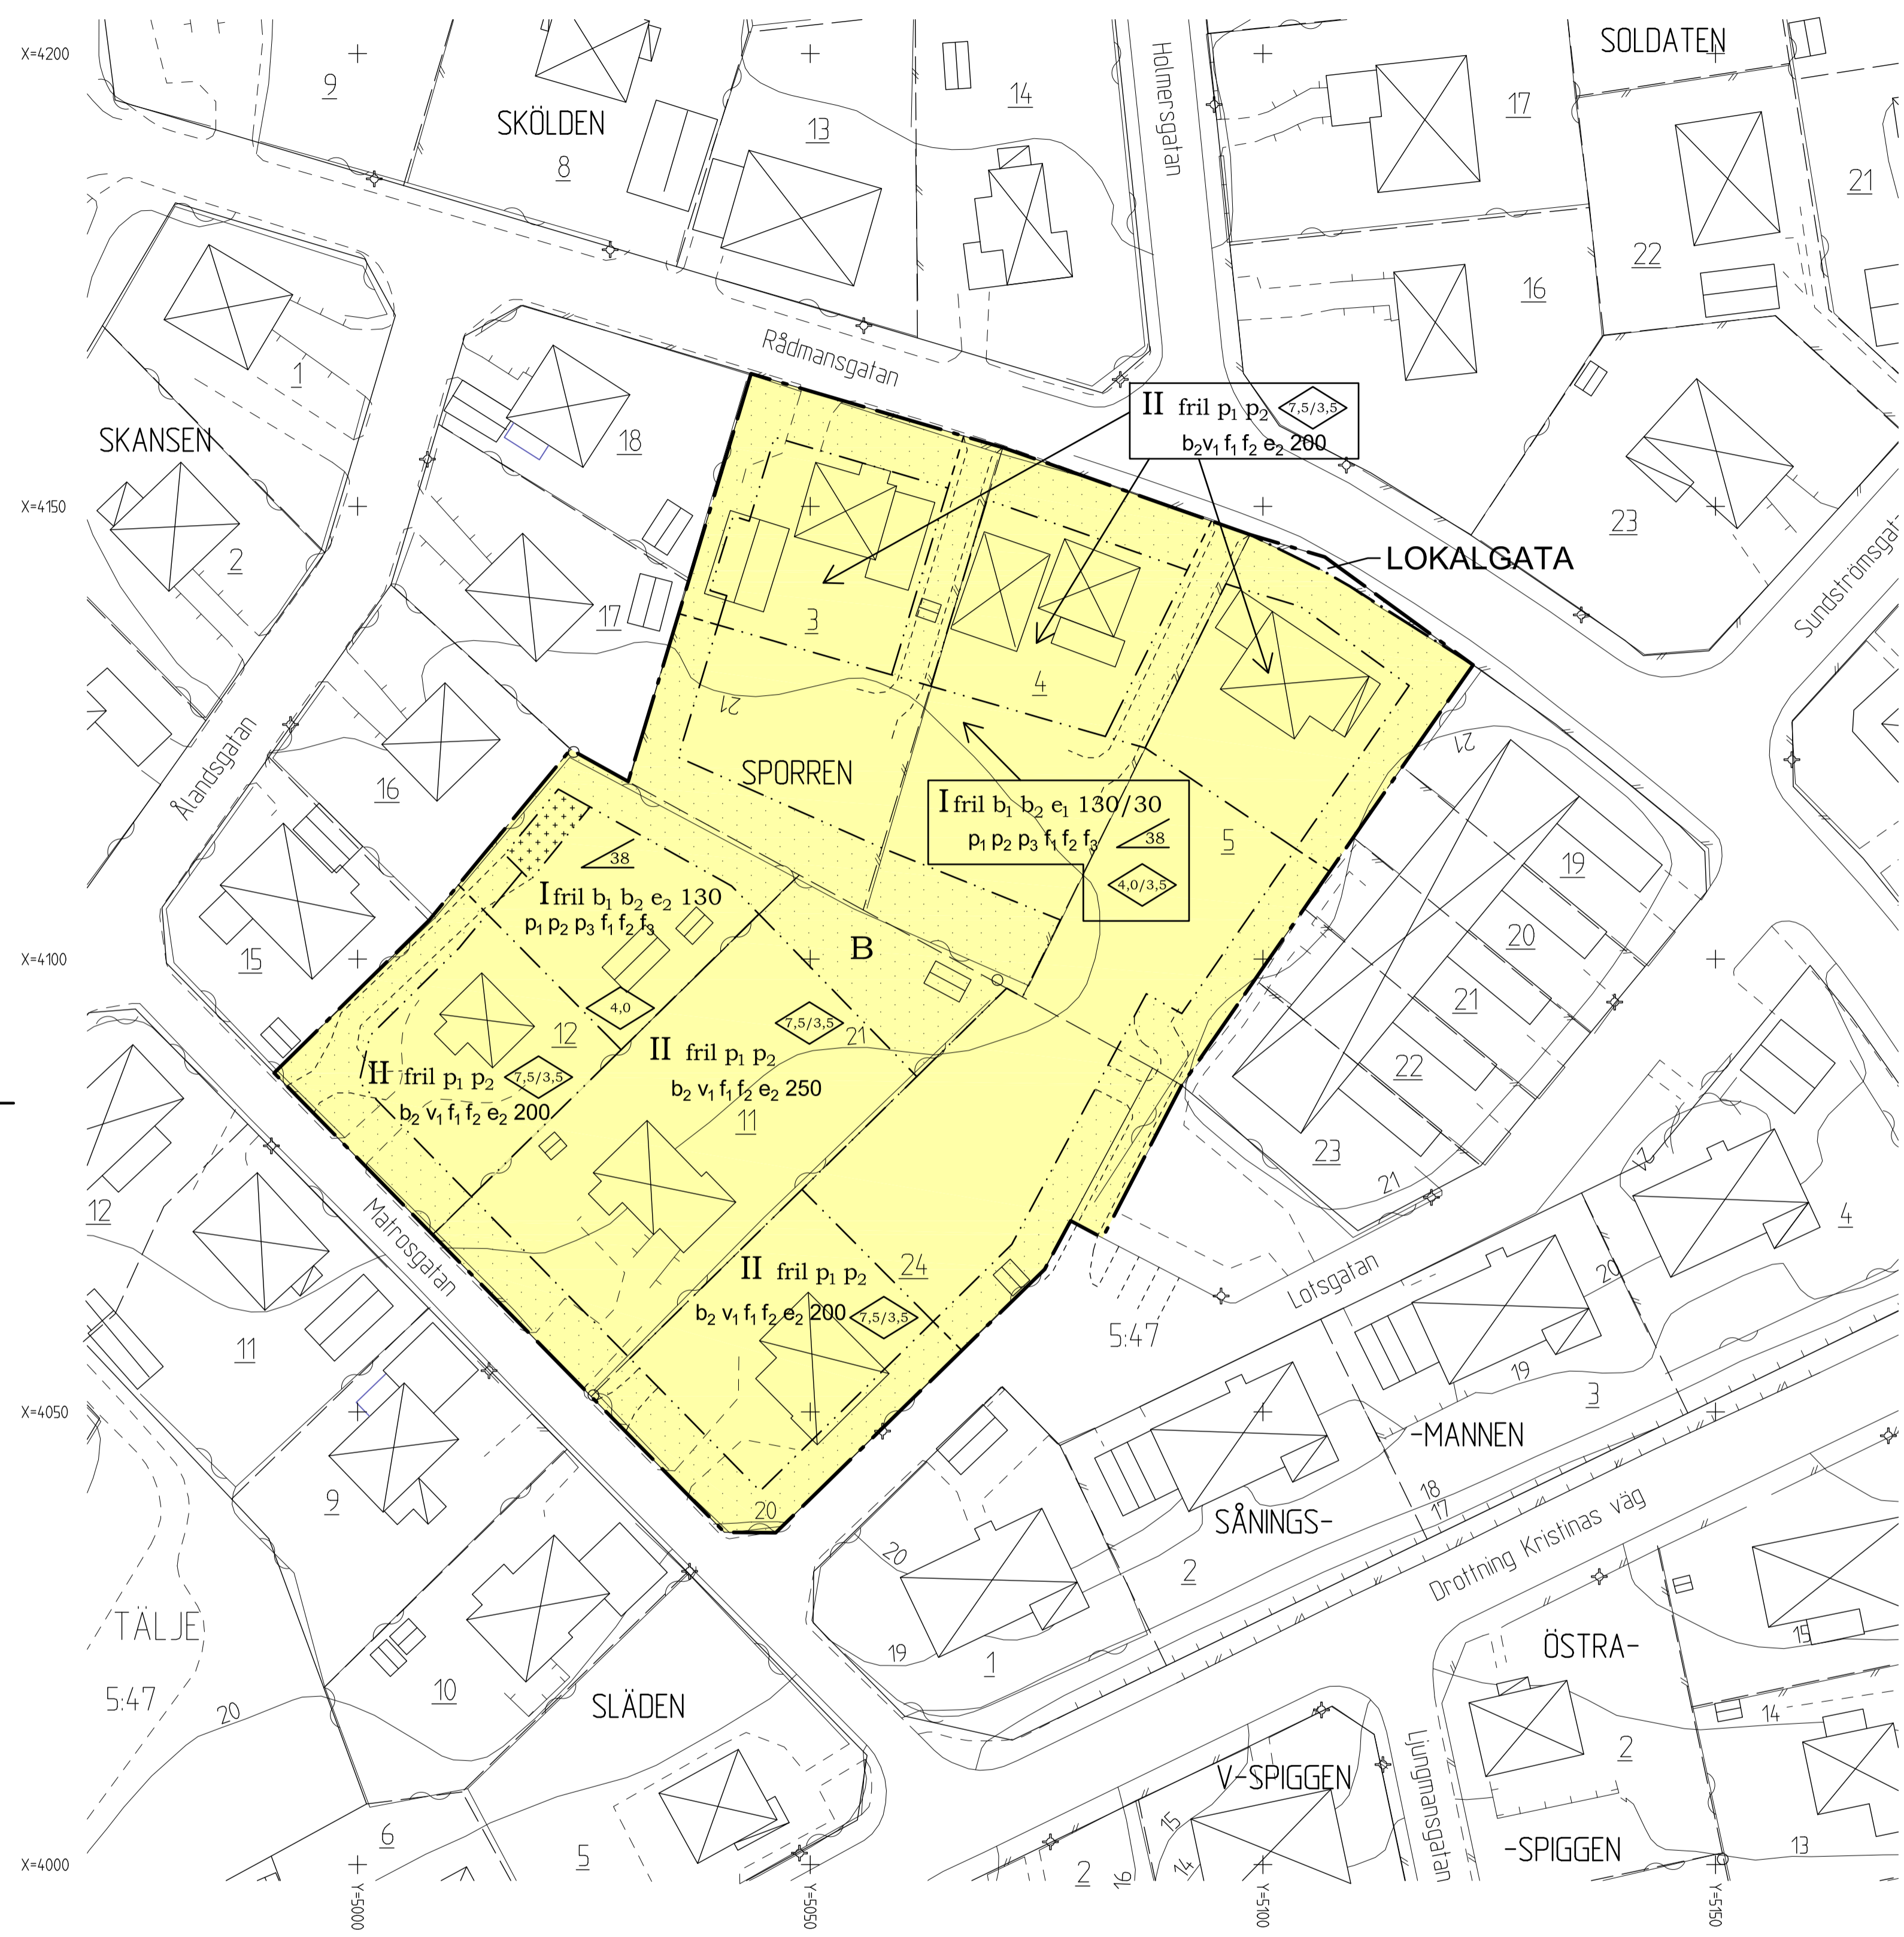 SOLDATEN
X=4200
9
SKÖLDEN
8
13
14
Holmersgatan
17
21
22
16
1
Rådmansgatan
II fril p₁ p₂ 7,5/3,5
b₂v₁ f₁ f₂ e₂ 200
SKANSEN
18
X=4150
23
2
LOKALGATA
Sundströmsgat
17
3
4
21
21
SPORREN
Ålandsgatan
16
I fril b₁ b₂ e₁ 130/30
p₁ p₂ p₃ f₁ f₂ f₃ 38
4,0/3,5
5
19
38
I fril b₁ b₂ e₂ 130
p₁ p₂ p₃ f₁ f₂ f₃
B
20
15
X=4100
21
4,0
7,5/3,5
21
12
II fril p₁ p₂
22
II fril p₁ p₂ 7,5/3,5
b₂ v₁ f₁ f₂ e₂ 250
b₂ v₁ f₁ f₂ e₂ 200
11
23
21
21
12
4
Matrosgatan
24
II fril p₁ p₂
b₂ v₁ f₁ f₂ e₂ 200 7,5/3,5
Lotsgatan
20
5:47
11
19
3
X=4050
-MANNEN
9
18
17
20
SÅNINGS-
Drottning Kristinas väg
20
2
TÄLJE
19
1
15
ÖSTRA-
5:47
10
20
SLÄDEN
14
2
Ljungmansgatan
V-SPIGGEN
15
6
5
-SPIGGEN
13
X=4000
2
16
14
Y=5000
Y=5050
Y=5100
Y=5150